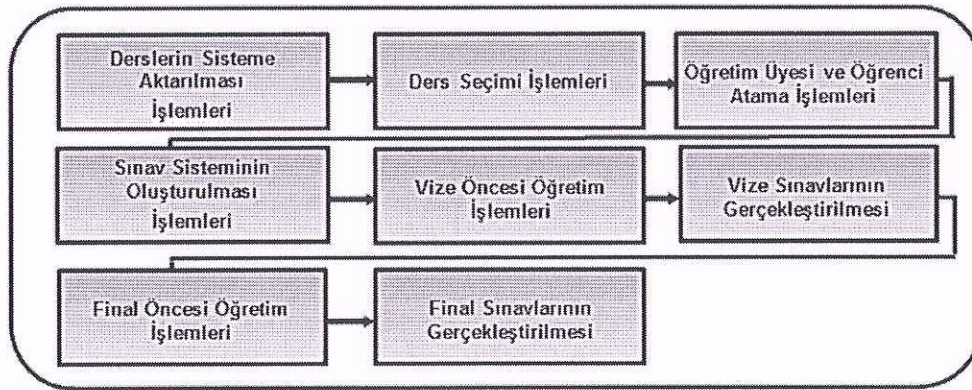 Derslerin Sisteme
Aktarılması
İşlemleri
Ders Seçimi İşlemleri
Öğretim Üyesi ve Öğrenci
Atama İşlemleri
Sınav Sisteminin
Oluşturulması
İşlemleri
Vize Öncesi Öğretim
İşlemleri
Vize Sınavlarının
Gerçekleştirilmesi
Final Öncesi Öğretim
İşlemleri
Final Sınavlarının
Gerçekleştirilmesi